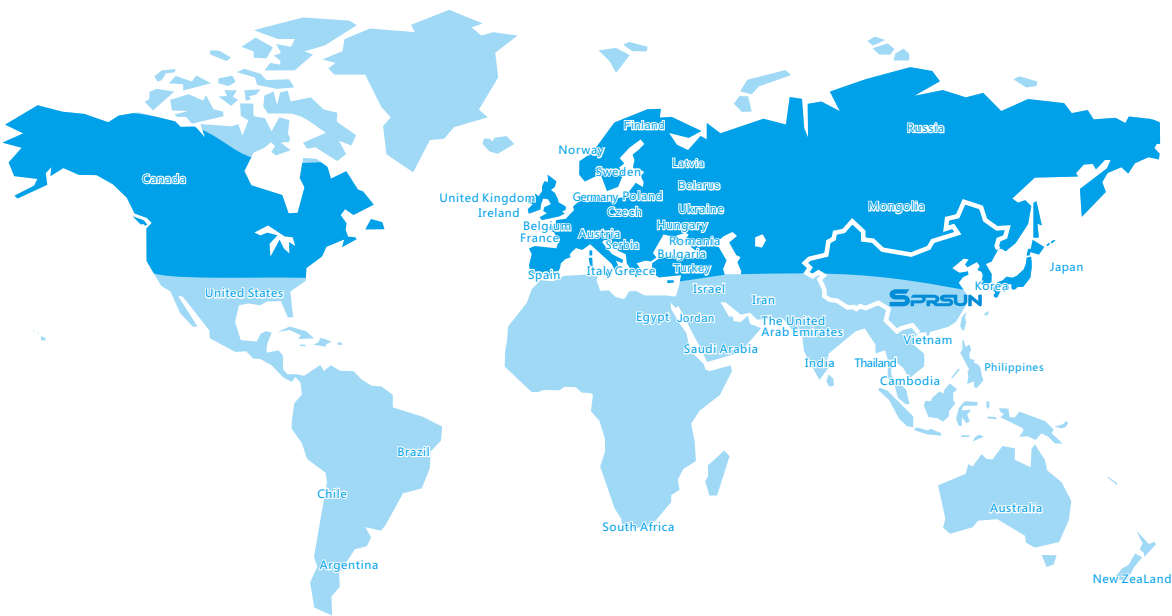 Finland
Russia
Norway
Latvia
Sweden
Canada
Belarus
United Kingdom
Germany
Poland
Mongolia
Ireland
Czech
Ukraine
Belgium
Hungary
France
Austria
Serbia
Romania
Bulgaria
Spain
Italy
Greece
Turkey
Japan
United States
Israel
Korea
Iran
SPRSUN
Egypt
Jordan
The United
Arab Emirates
Vietnam
Saudi Arabia
India
Thailand
Philippines
Cambodia
Brazil
Chile
Australia
South Africa
Argentina
New ZeaLand